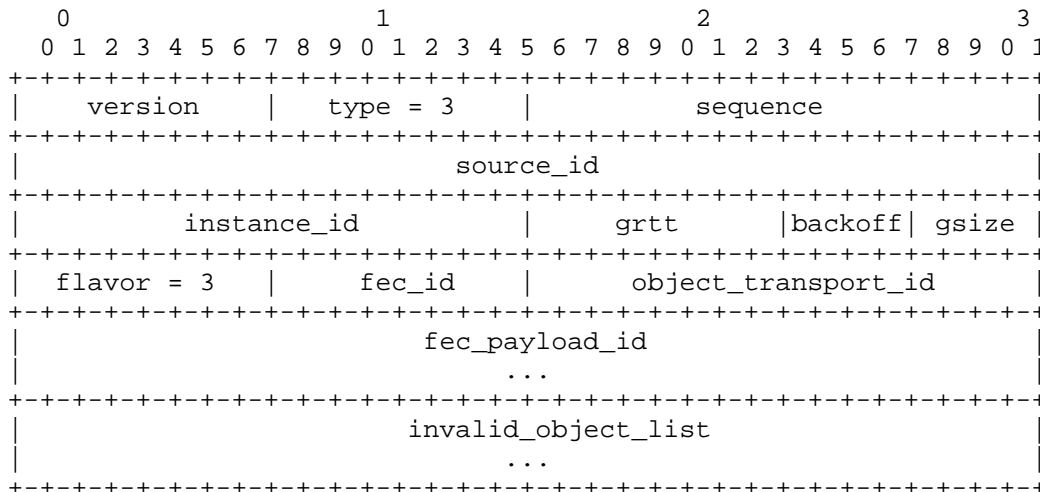 0                   1                   2                   3
0 1 2 3 4 5 6 7 8 9 0 1 2 3 4 5 6 7 8 9 0 1 2 3 4 5 6 7 8 9 0 1
+-+-+-+-+-+-+-+-+-+-+-+-+-+-+-+-+-+-+-+-+-+-+-+-+-+-+-+-+-+-+-+-+
|    version    |   type = 3    |           sequence            |
+-+-+-+-+-+-+-+-+-+-+-+-+-+-+-+-+-+-+-+-+-+-+-+-+-+-+-+-+-+-+-+-+
|                           source_id                           |
+-+-+-+-+-+-+-+-+-+-+-+-+-+-+-+-+-+-+-+-+-+-+-+-+-+-+-+-+-+-+-+-+
|          instance_id          |     grtt      |backoff| gsize |
+-+-+-+-+-+-+-+-+-+-+-+-+-+-+-+-+-+-+-+-+-+-+-+-+-+-+-+-+-+-+-+-+
|  flavor = 3   |     fec_id    |      object_transport_id      |
+-+-+-+-+-+-+-+-+-+-+-+-+-+-+-+-+-+-+-+-+-+-+-+-+-+-+-+-+-+-+-+-+
|                         fec_payload_id                        |
|                              ...                              |
+-+-+-+-+-+-+-+-+-+-+-+-+-+-+-+-+-+-+-+-+-+-+-+-+-+-+-+-+-+-+-+-+
|                        invalid_object_list                    |
|                              ...                              |
+-+-+-+-+-+-+-+-+-+-+-+-+-+-+-+-+-+-+-+-+-+-+-+-+-+-+-+-+-+-+-+-+